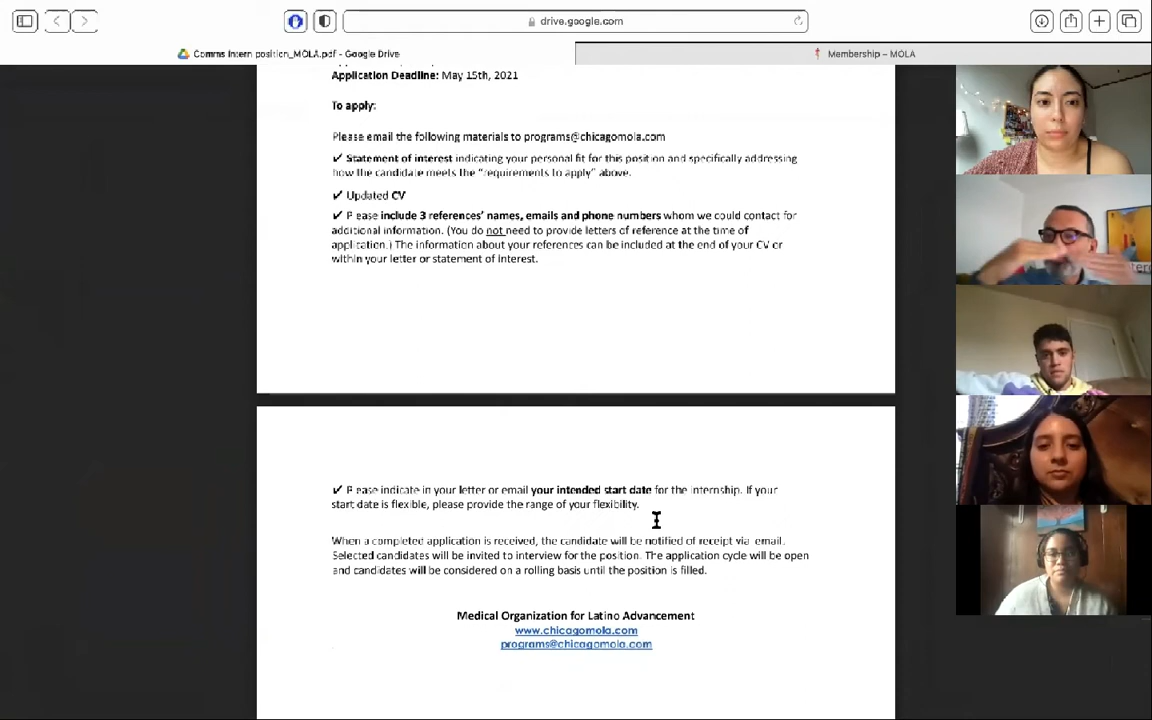 drive.google.com
Comms Intern position_MOLA.pdf - Google Drive
Membership – MOLA
Application Deadline: May 15th, 2021
To apply:
Please email the following materials to programs@chicagomola.com
✓ Statement of interest indicating your personal fit for this position and specifically addressing
how the candidate meets the "requirements to apply" above.
✓ Updated CV
✓ Please include 3 references' names, emails and phone numbers whom we could contact for
additional information. (You do not need to provide letters of reference at the time of
application.) The information about your references can be included at the end of your CV or
within your letter or statement of interest.
✓ Please indicate in your letter or email your intended start date for the internship. If your
start date is flexible, please provide the range of your flexibility.
When a completed application is received, the candidate will be notified of receipt via email.
Selected candidates will be invited to interview for the position. The application cycle will be open
and candidates will be considered on a rolling basis until the position is filled.
Medical Organization for Latino Advancement
www.chicagomola.com
programs@chicagomola.com